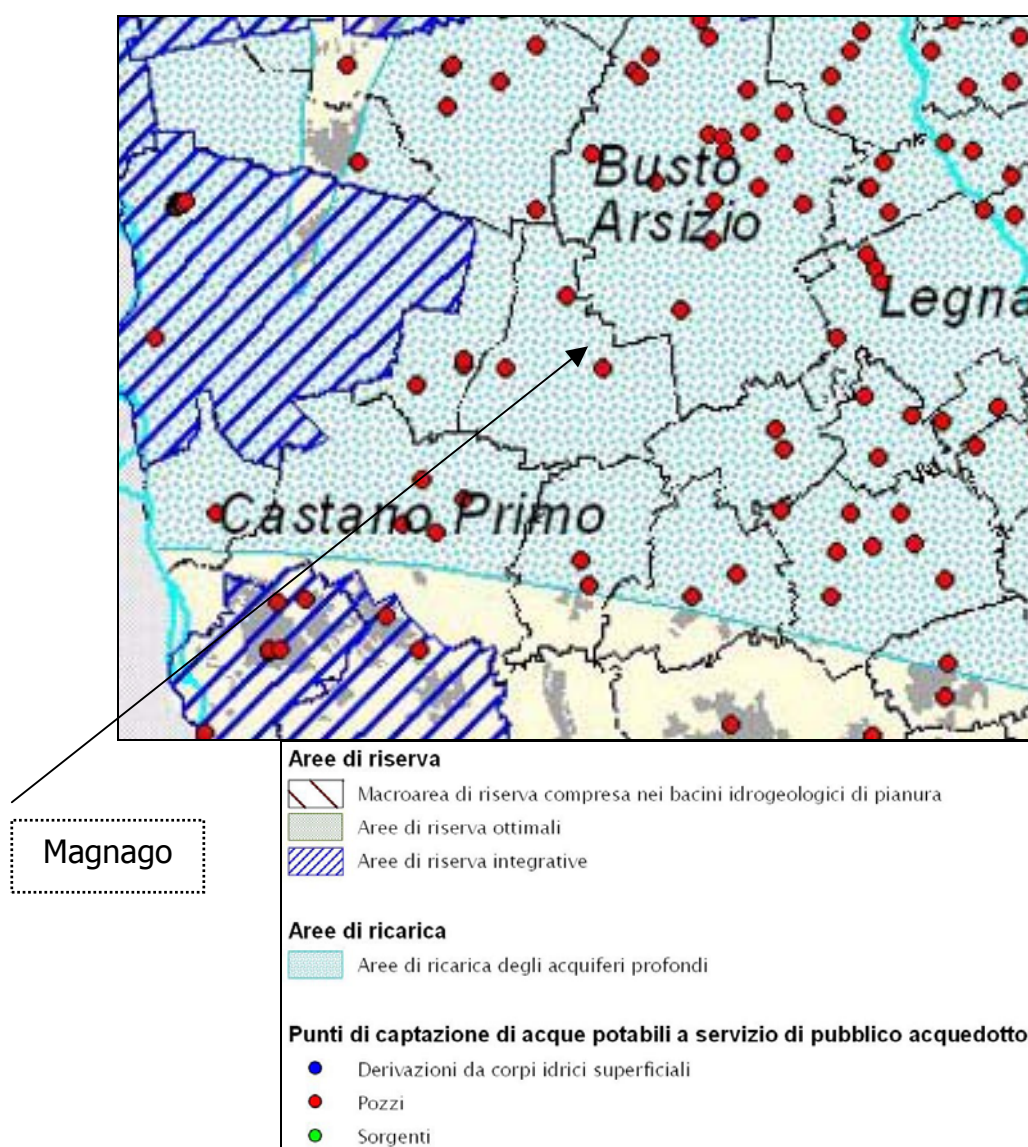 Busto
Arsizio
Legna
Castano Primo
Magnago
Aree di riserva
Macroarea di riserva compresa nei bacini idrogeologici di pianura
Aree di riserva ottimali
Aree di riserva integrative
Aree di ricarica
Aree di ricarica degli acquiferi profondi
Punti di captazione di acque potabili a servizio di pubblico acquedotto
Derivazioni da corpi idrici superficiali
Pozzi
Sorgenti